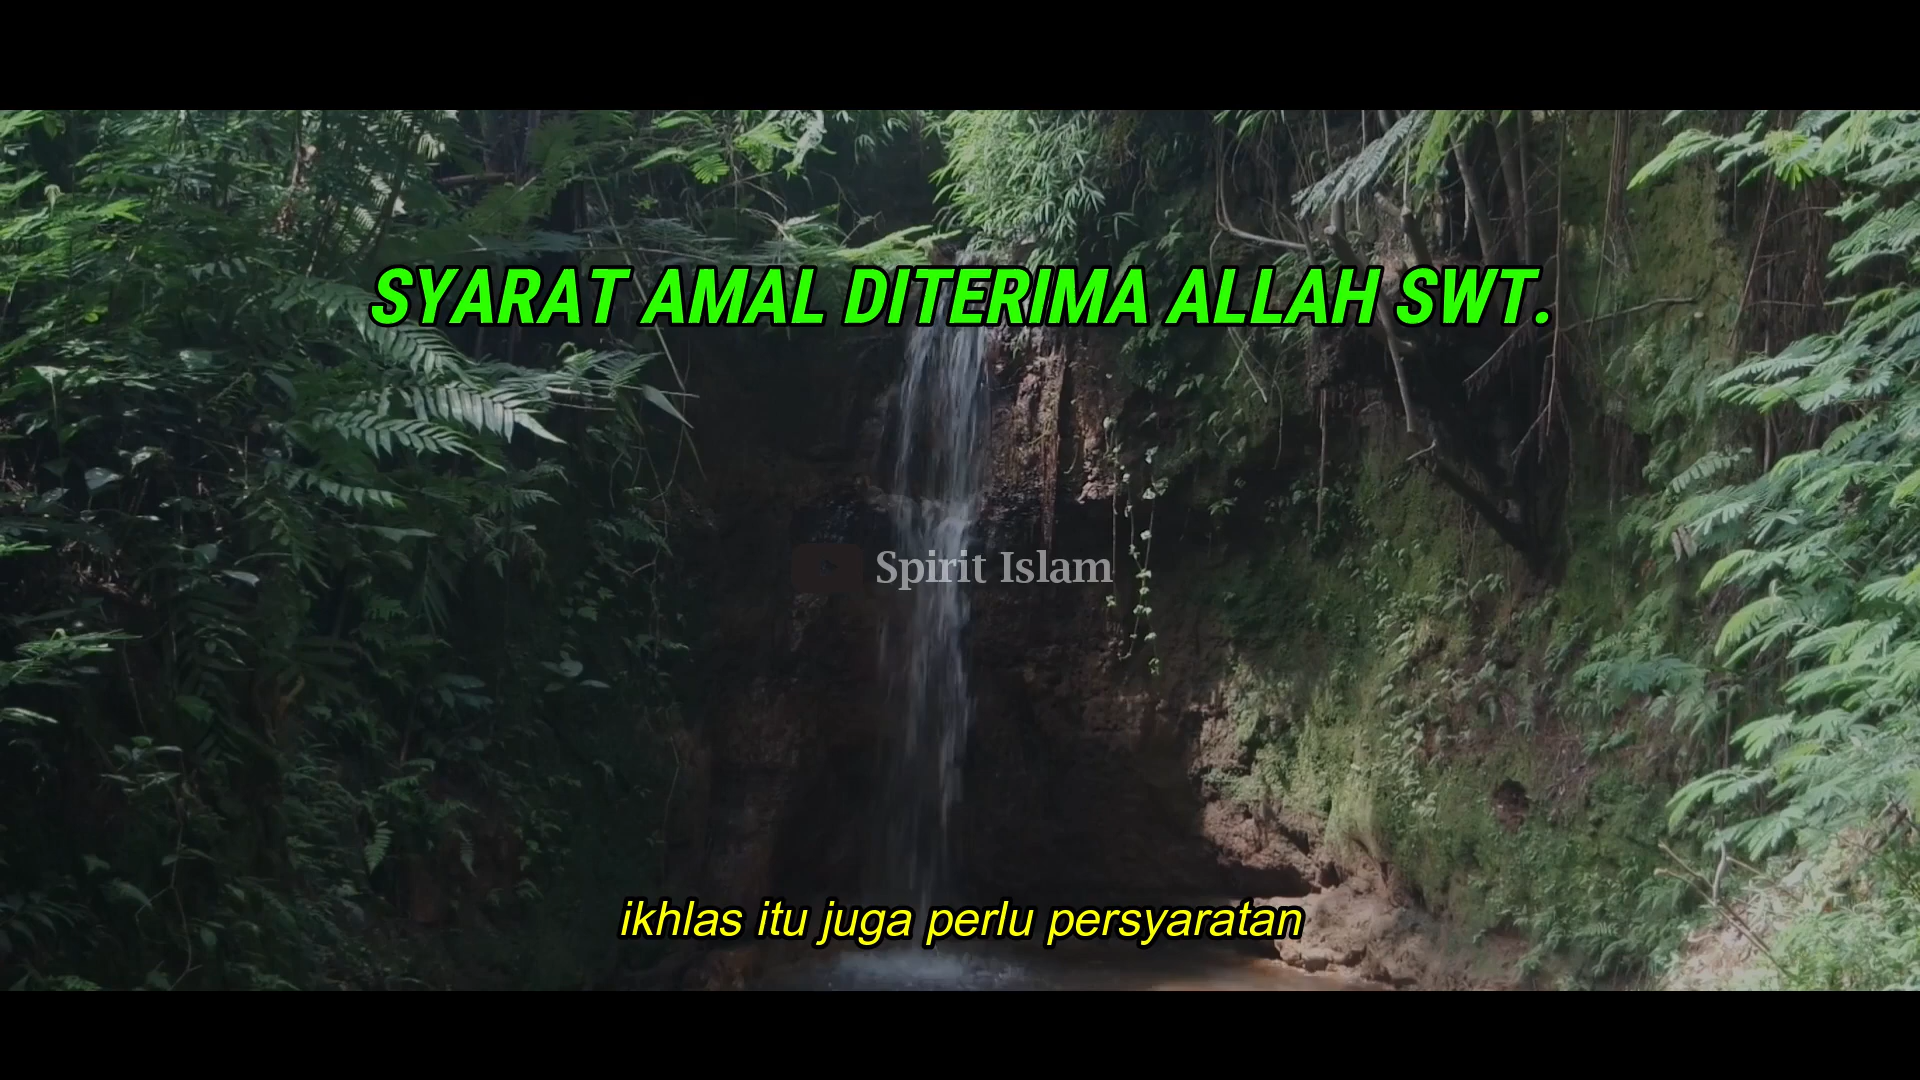 SYARAT AMAL DITERIMA ALLAH SWT.
Spirit Islam
ikhlas itu juga perlu persyaratan